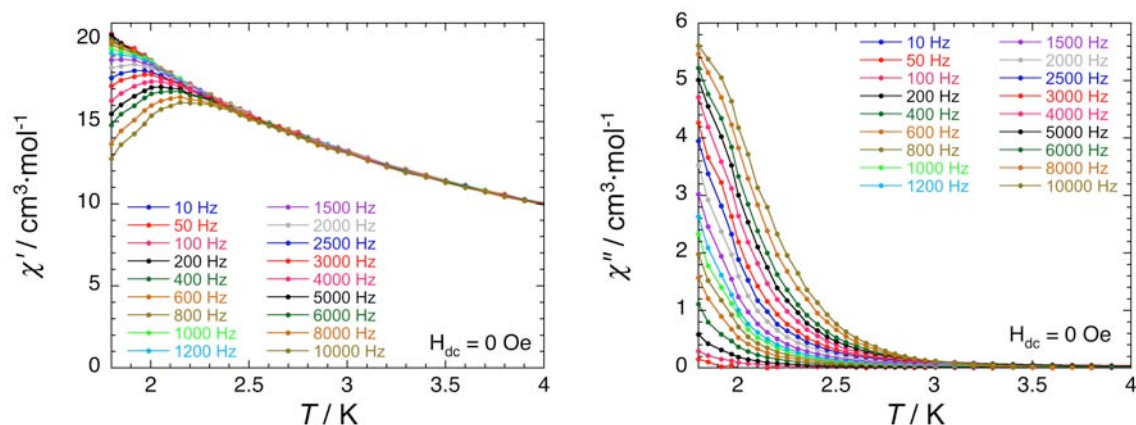 20
15
10
5
0
χ′ / cm³·mol⁻¹
10 Hz 1500 Hz
50 Hz 2000 Hz
100 Hz 2500 Hz
200 Hz 3000 Hz
400 Hz 4000 Hz
600 Hz 5000 Hz
800 Hz 6000 Hz
1000 Hz 8000 Hz
1200 Hz 10000 Hz
H_dc = 0 Oe
2 2.5 3 3.5 4
T / K
6
5
4
3
2
1
0
χ″ / cm³·mol⁻¹
10 Hz 1500 Hz
50 Hz 2000 Hz
100 Hz 2500 Hz
200 Hz 3000 Hz
400 Hz 4000 Hz
600 Hz 5000 Hz
800 Hz 6000 Hz
1000 Hz 8000 Hz
1200 Hz 10000 Hz
H_dc = 0 Oe
2 2.5 3 3.5 4
T / K